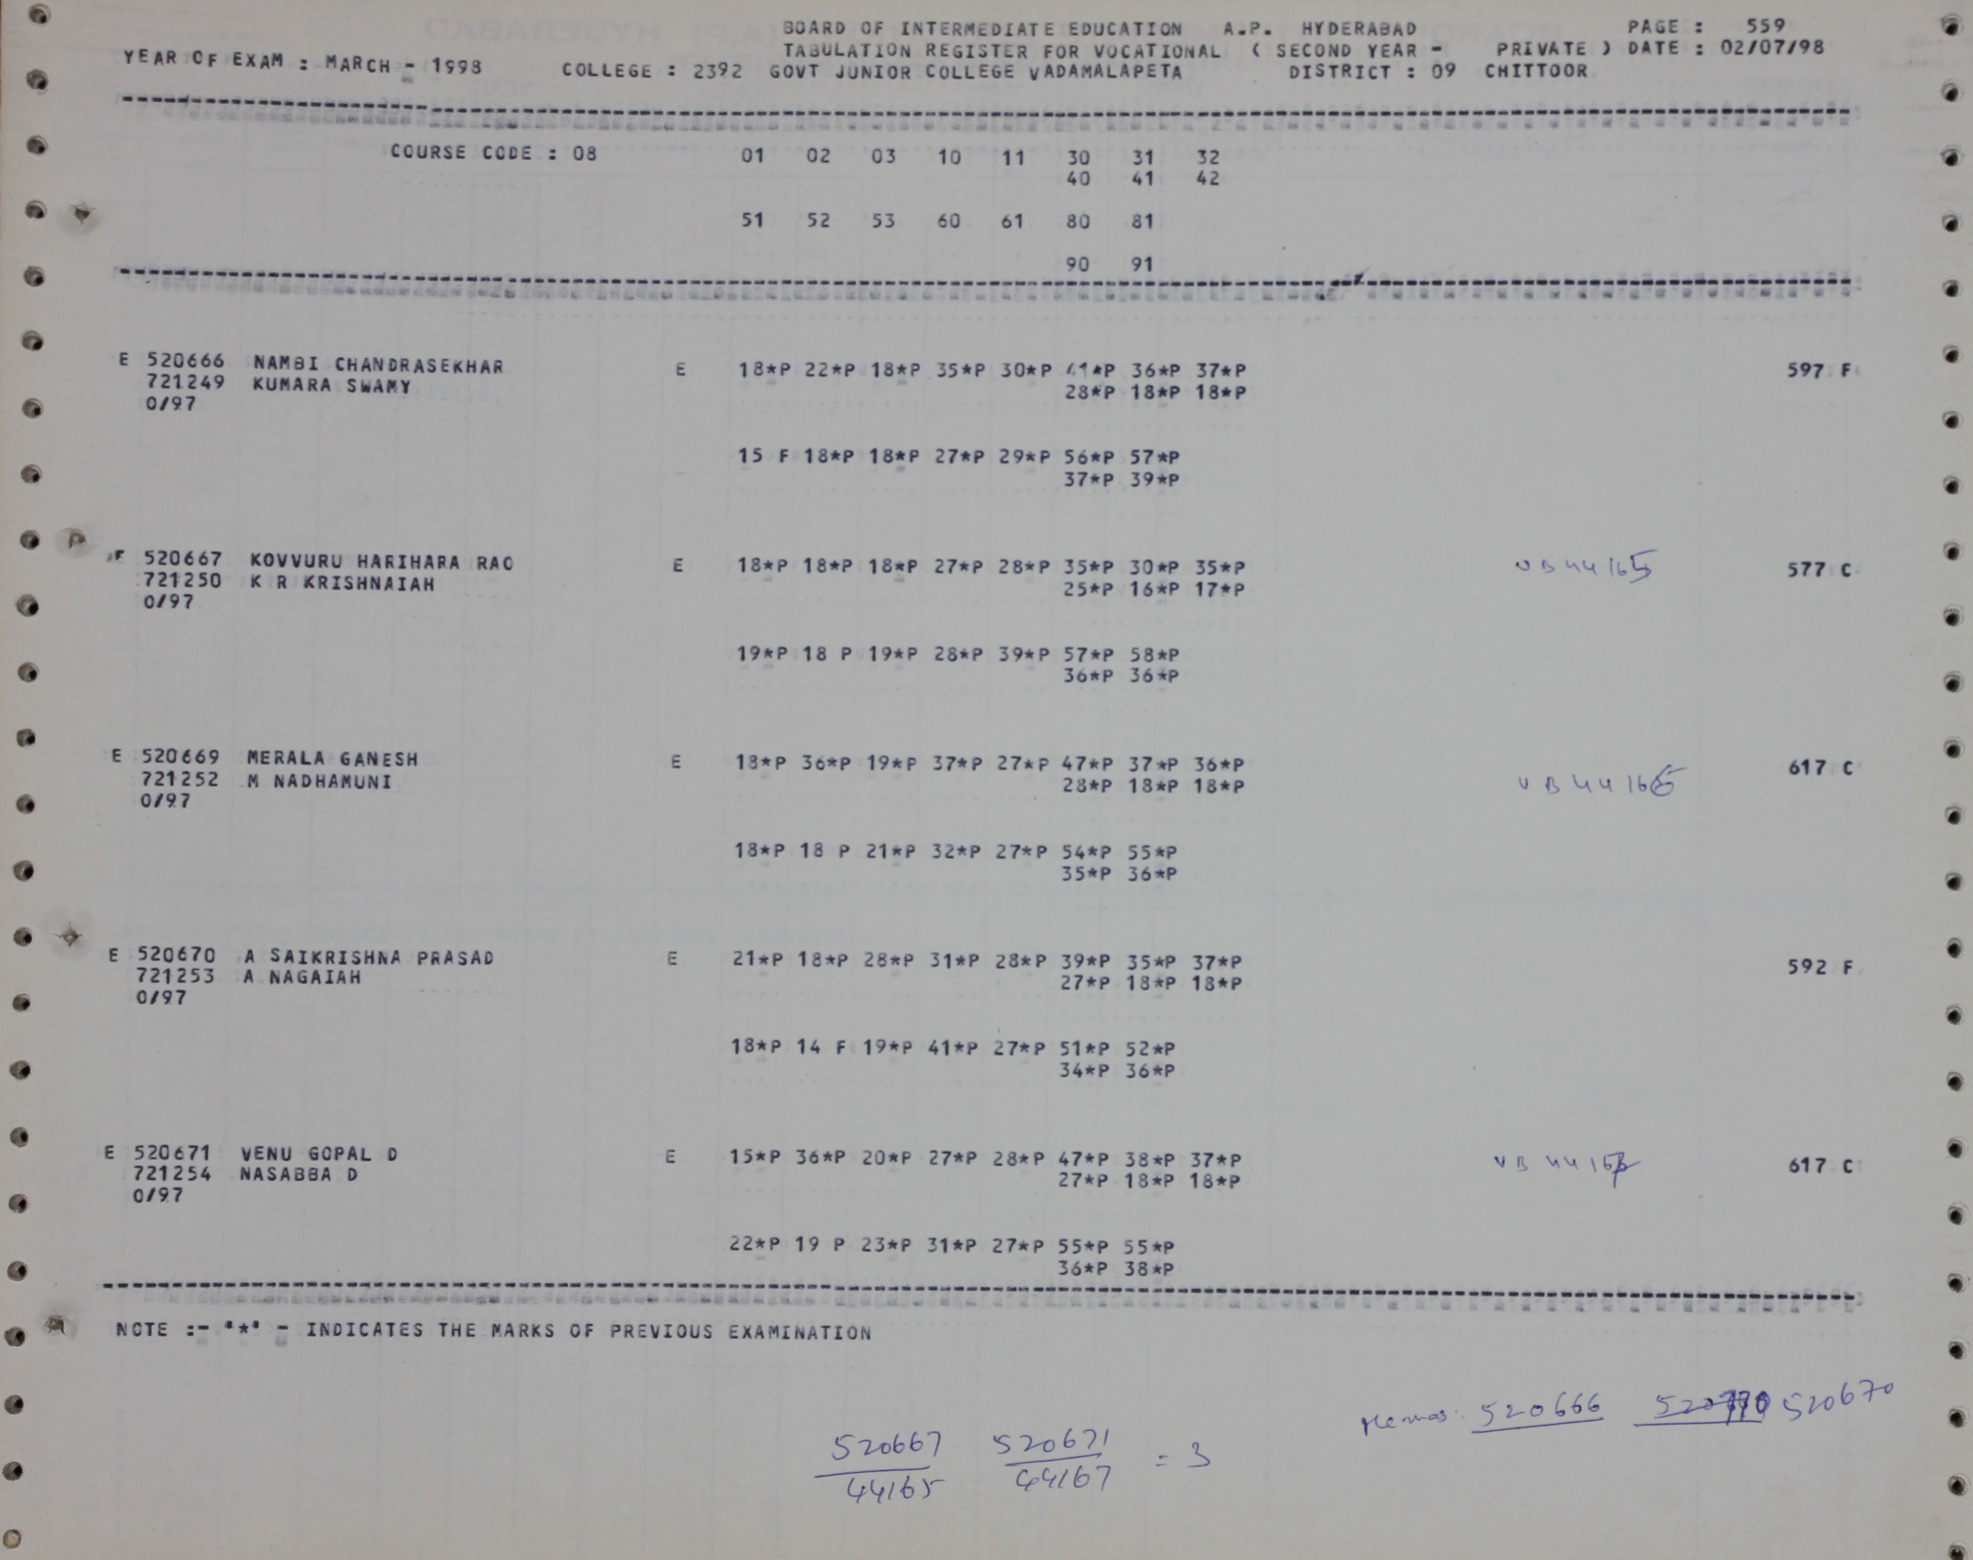 BOARD OF INTERMEDIATE EDUCATION A.P. HYDERABAD PAGE : 559
TABULATION REGISTER FOR VOCATIONAL ( SECOND YEAR - PRIVATE ) DATE : 02/07/98
YEAR OF EXAM : MARCH - 1998 COLLEGE : 2392 GOVT JUNIOR COLLEGE VADAMALAPETA DISTRICT : 09 CHITTOOR
COURSE CODE : 08 01 02 03 10 11 30 31 32
40 41 42
51 52 53 60 61 80 81
90 91
E 520666 NAMBI CHANDRASEKHAR E 18*P 22*P 18*P 35*P 30*P 41*P 36*P 37*P 597 F
721249 KUMARA SWAMY 28*P 18*P 18*P
0/97
15 F 18*P 18*P 27*P 29*P 56*P 57*P
37*P 39*P
E 520667 KOVVURU HARIHARA RAO E 18*P 18*P 18*P 27*P 28*P 35*P 30*P 35*P VB 44165 577 C
721250 K R KRISHNAIAH 25*P 16*P 17*P
0/97
19*P 18 P 19*P 28*P 39*P 57*P 58*P
36*P 36*P
E 520669 MERALA GANESH E 18*P 36*P 19*P 37*P 27*P 47*P 37*P 36*P 617 C
721252 M NADHAMUNI 28*P 18*P 18*P VB 44166
0/97
18*P 18 P 21*P 32*P 27*P 54*P 55*P
35*P 36*P
E 520670 A SAIKRISHNA PRASAD E 21*P 18*P 28*P 31*P 28*P 39*P 35*P 37*P 592 F
721253 A NAGAIAH 27*P 18*P 18*P
0/97
18*P 14 F 19*P 41*P 27*P 51*P 52*P
34*P 36*P
E 520671 VENU GOPAL D E 15*P 36*P 20*P 27*P 28*P 47*P 38*P 37*P VB 44167 617 C
721254 NASABBA D 27*P 18*P 18*P
0/97
22*P 19 P 23*P 31*P 27*P 55*P 55*P
36*P 38*P
NOTE :- "*" - INDICATES THE MARKS OF PREVIOUS EXAMINATION
Memos: 520666 520670
520667 520671 = 3
44165 44167